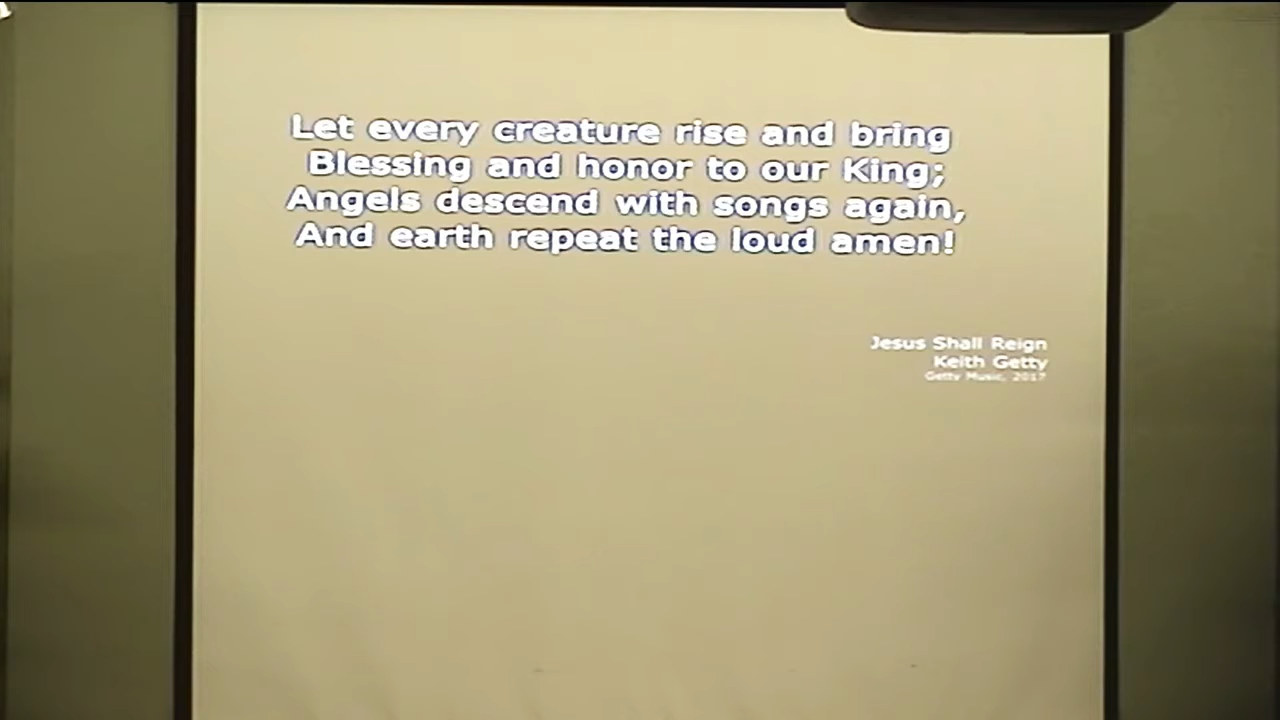 Let every creature rise and bring
Blessing and honor to our King;
Angels descend with songs again,
And earth repeat the loud amen!
Jesus Shall Reign
Keith Getty
Getty Music, 2017